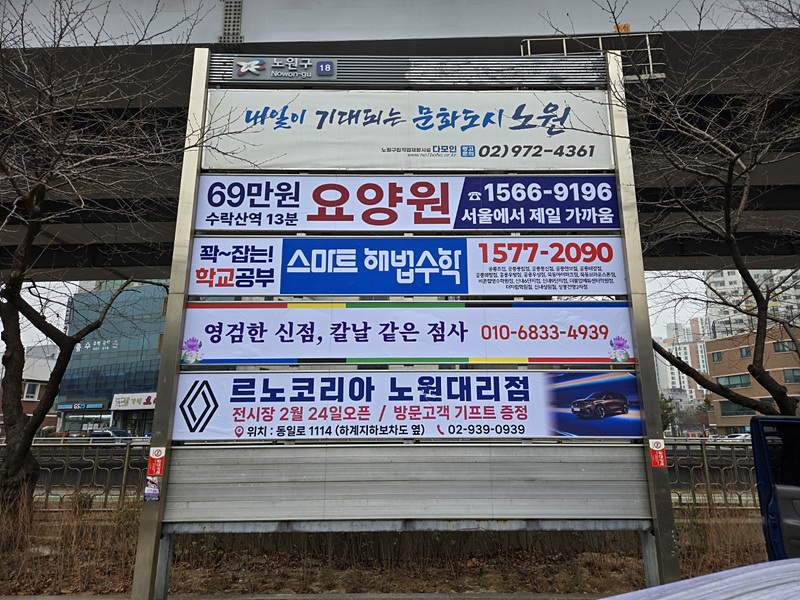 노원구
Nowon-gu
18
내일이 기대되는 문화도시 노원
다모인
02)972-4361
69만원
수락산역 13분
요양원
☎1566-9196
서울에서 제일 가까움
꽉~잡는!
학교공부
스마트 해법수학
1577-2090
영검한 신점, 칼날 같은 점사 010-6833-4939
르노코리아 노원대리점
전시장 2월 24일오픈 / 방문고객 기프트 증정
위치 : 동일로 1114 (하계지하보차도 옆) 02-939-0939